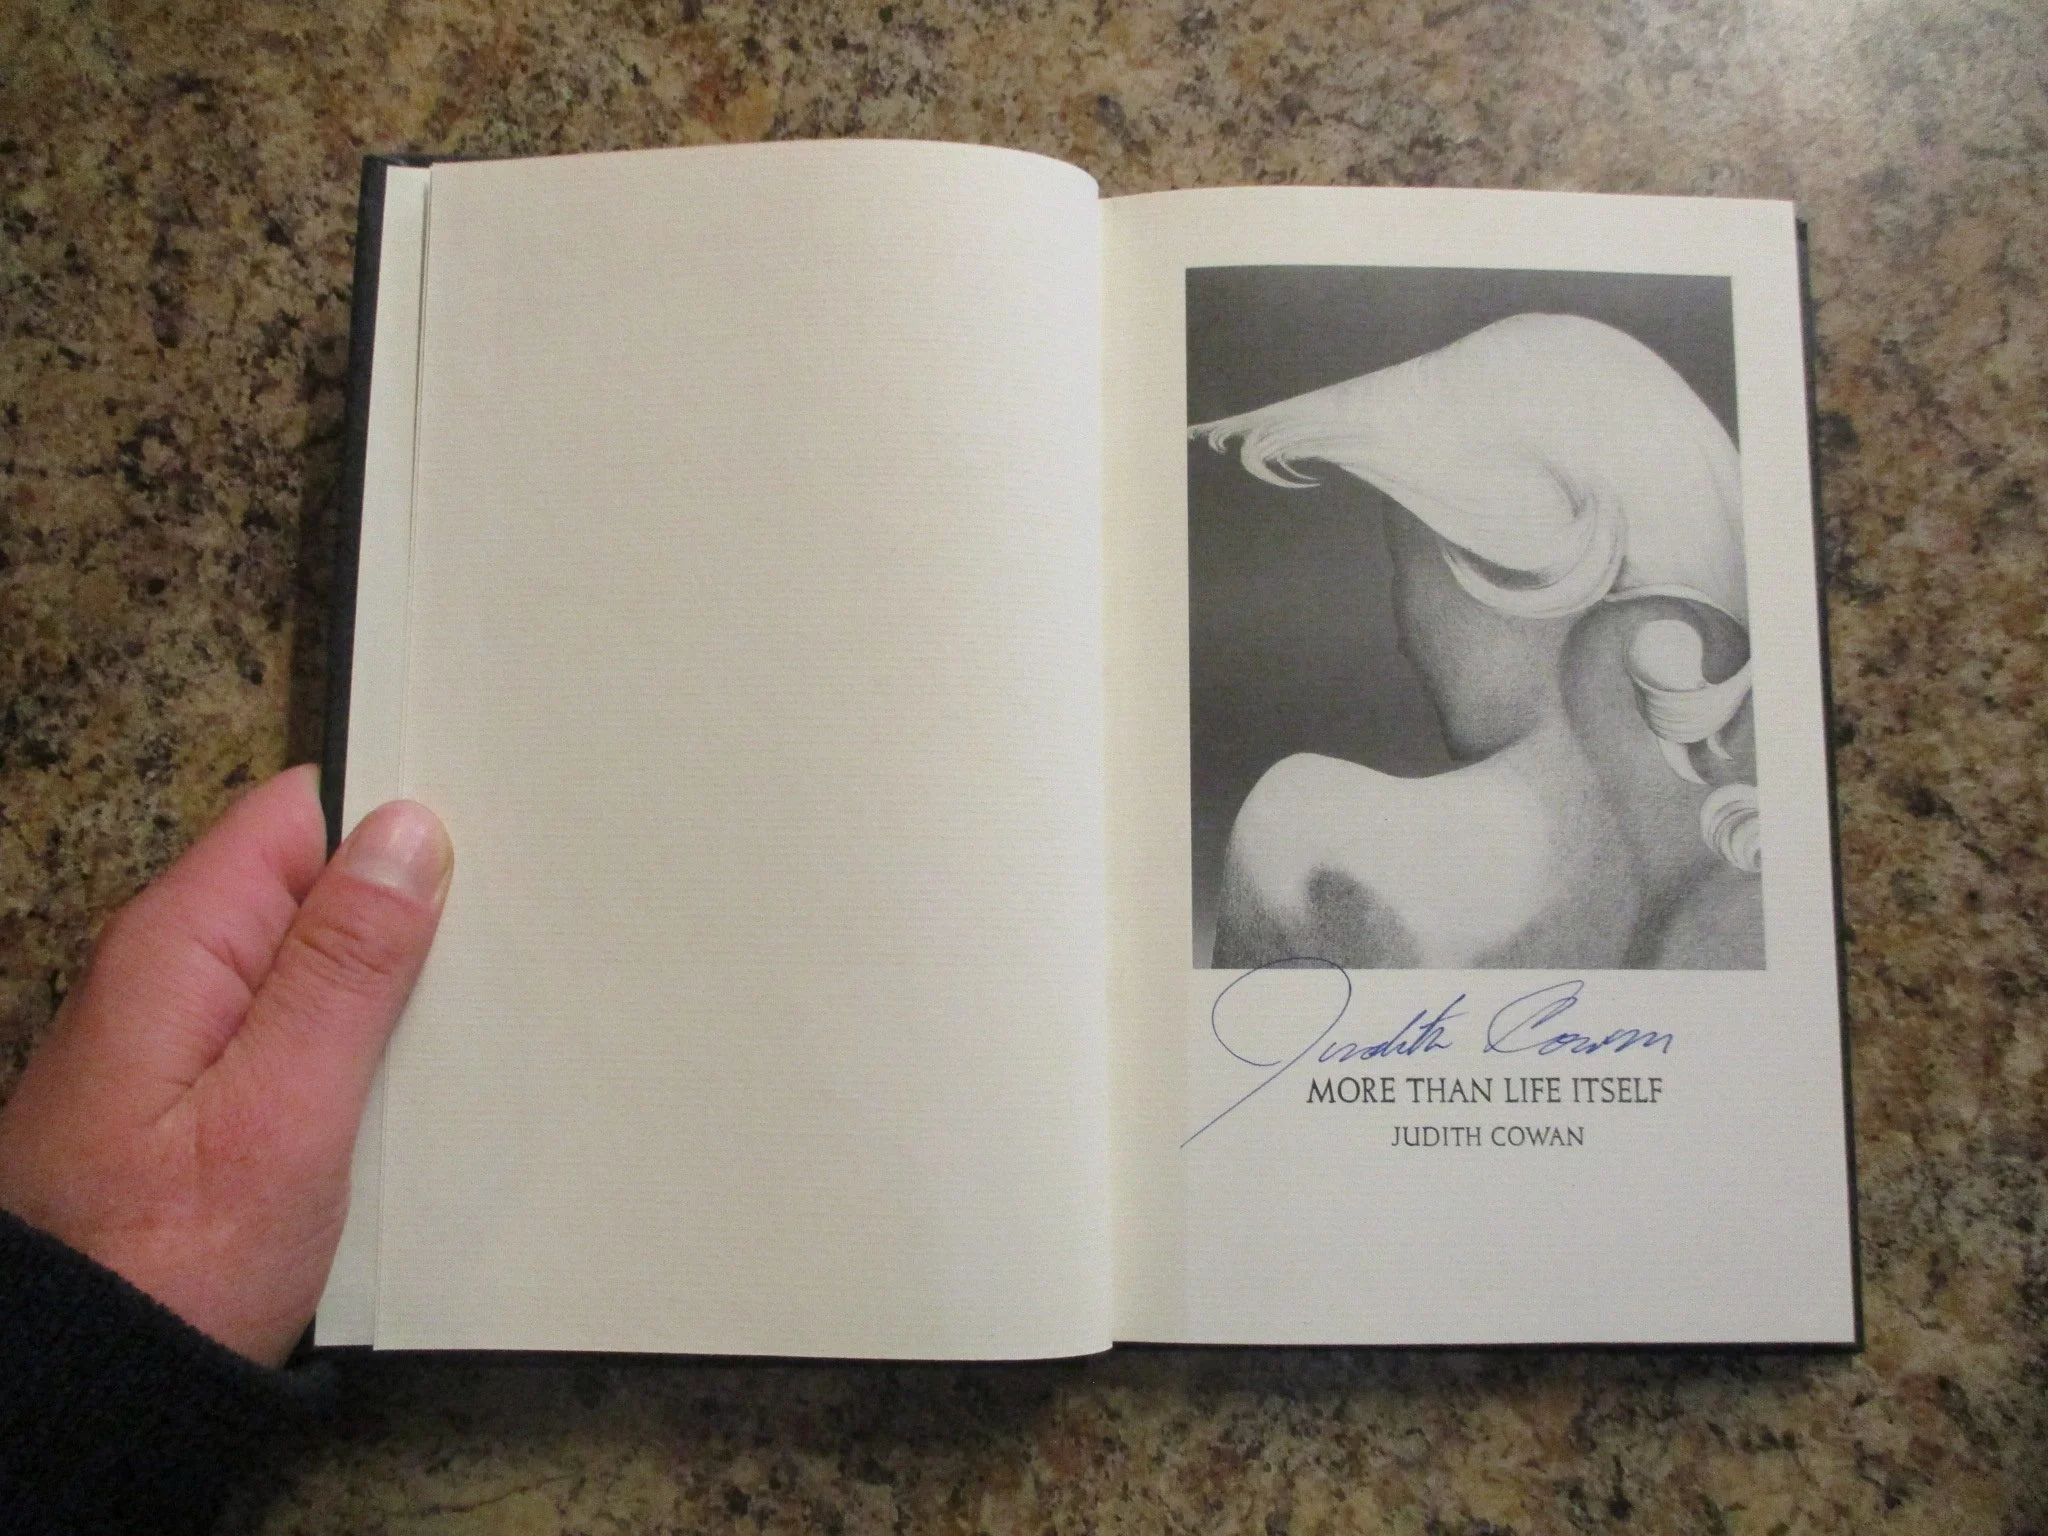 Judith Cowan
MORE THAN LIFE ITSELF
JUDITH COWAN